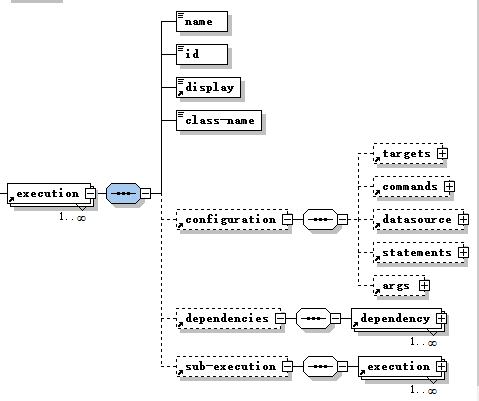 name
id
display
class-name
targets
commands
execution
1..∞
configuration
datasource
statements
args
dependencies
dependency
1..∞
sub-execution
execution
1..∞